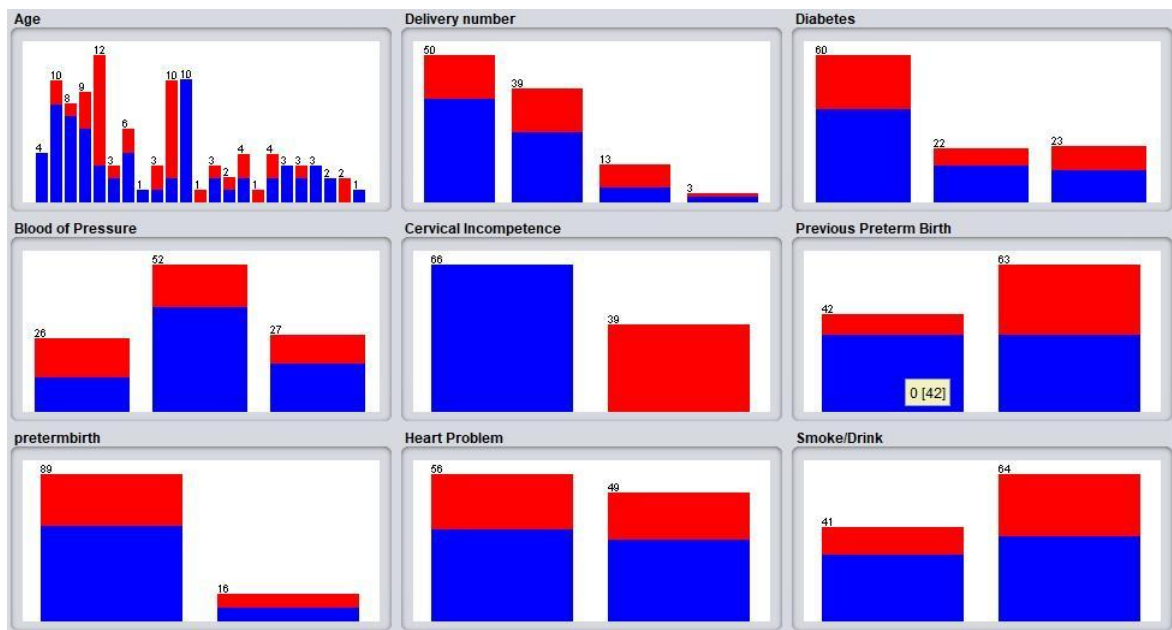 Age Delivery number Diabetes
4 10 8 9 12 3 6 1 3 10 10 1 3 2 4 1 4 3 3 3 2 2 1
50 39 13 3
60 22 23
Blood of Pressure Cervical Incompetence Previous Preterm Birth
26 52 27
66 39
42 63
0 [42]
pretermbirth Heart Problem Smoke/Drink
89 16
56 49
41 64